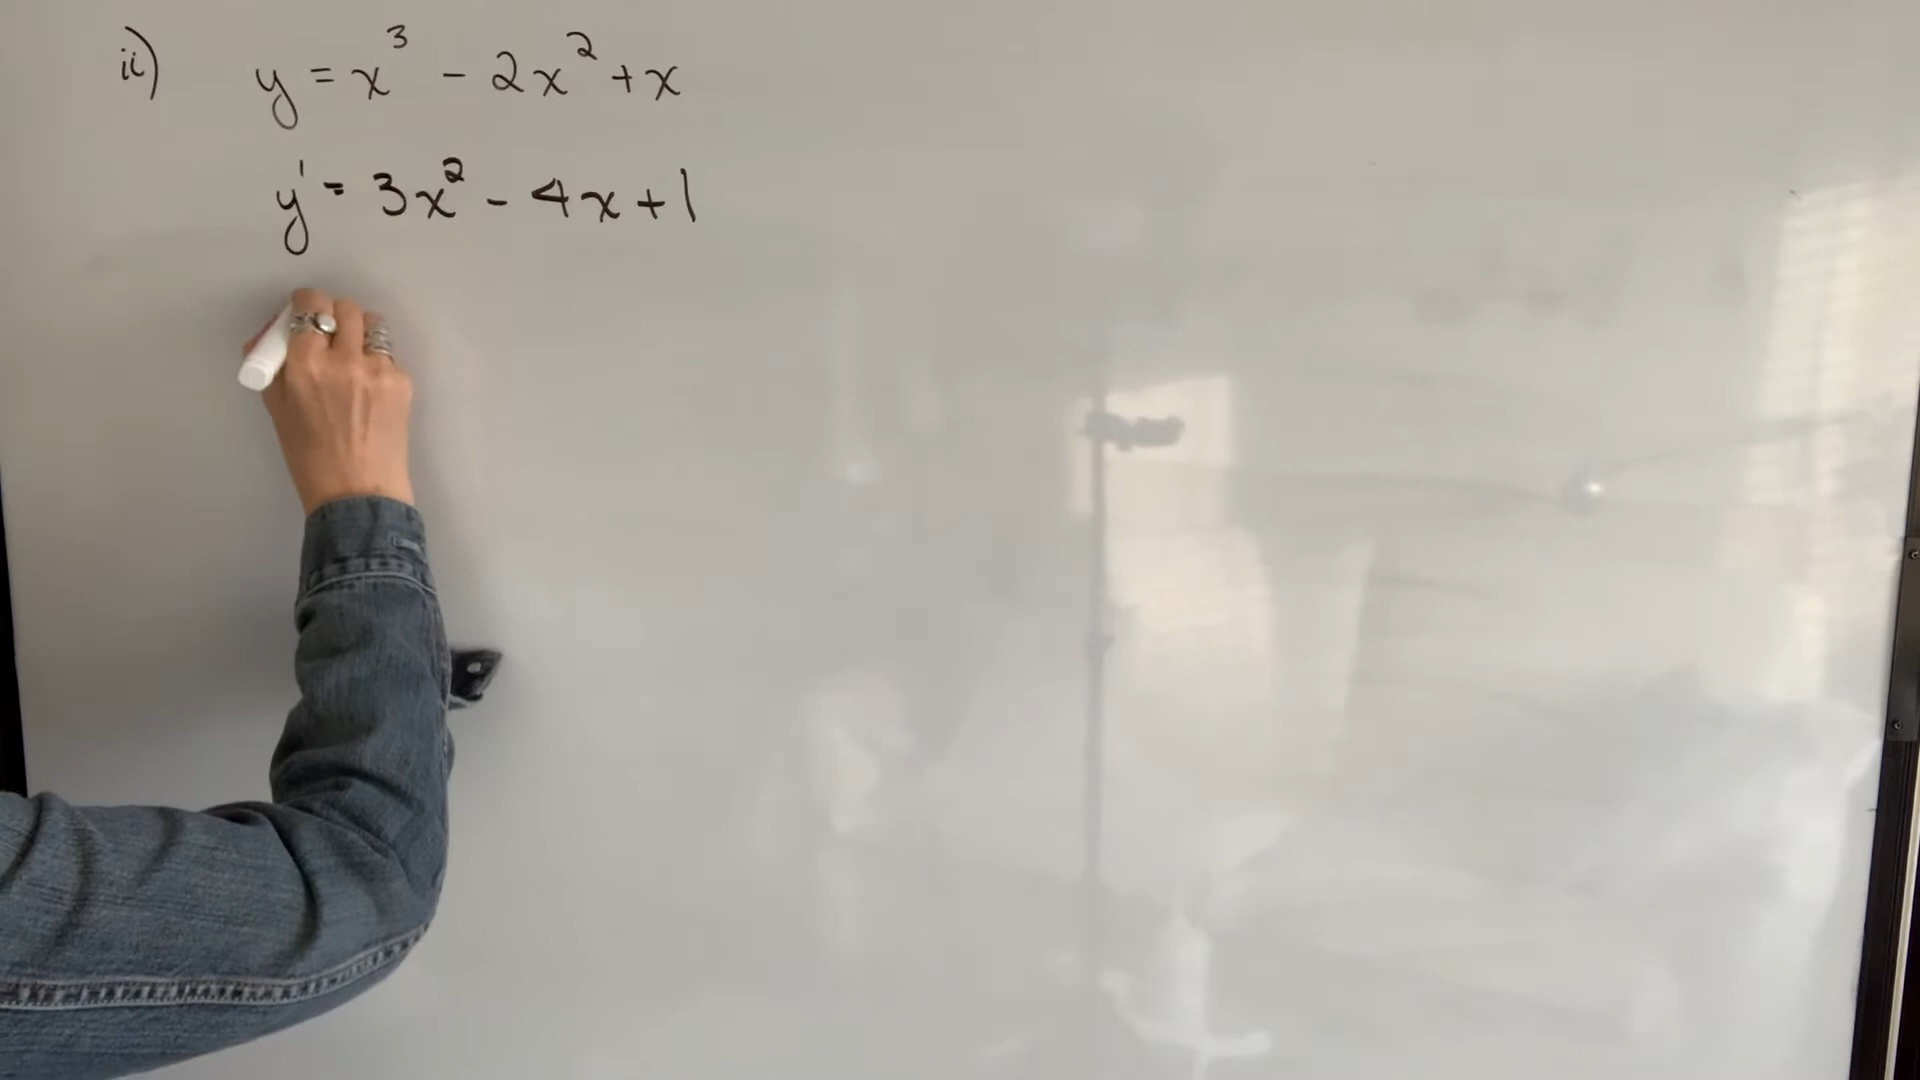 ii) y = x³ - 2x² + x
y' = 3x² - 4x + 1